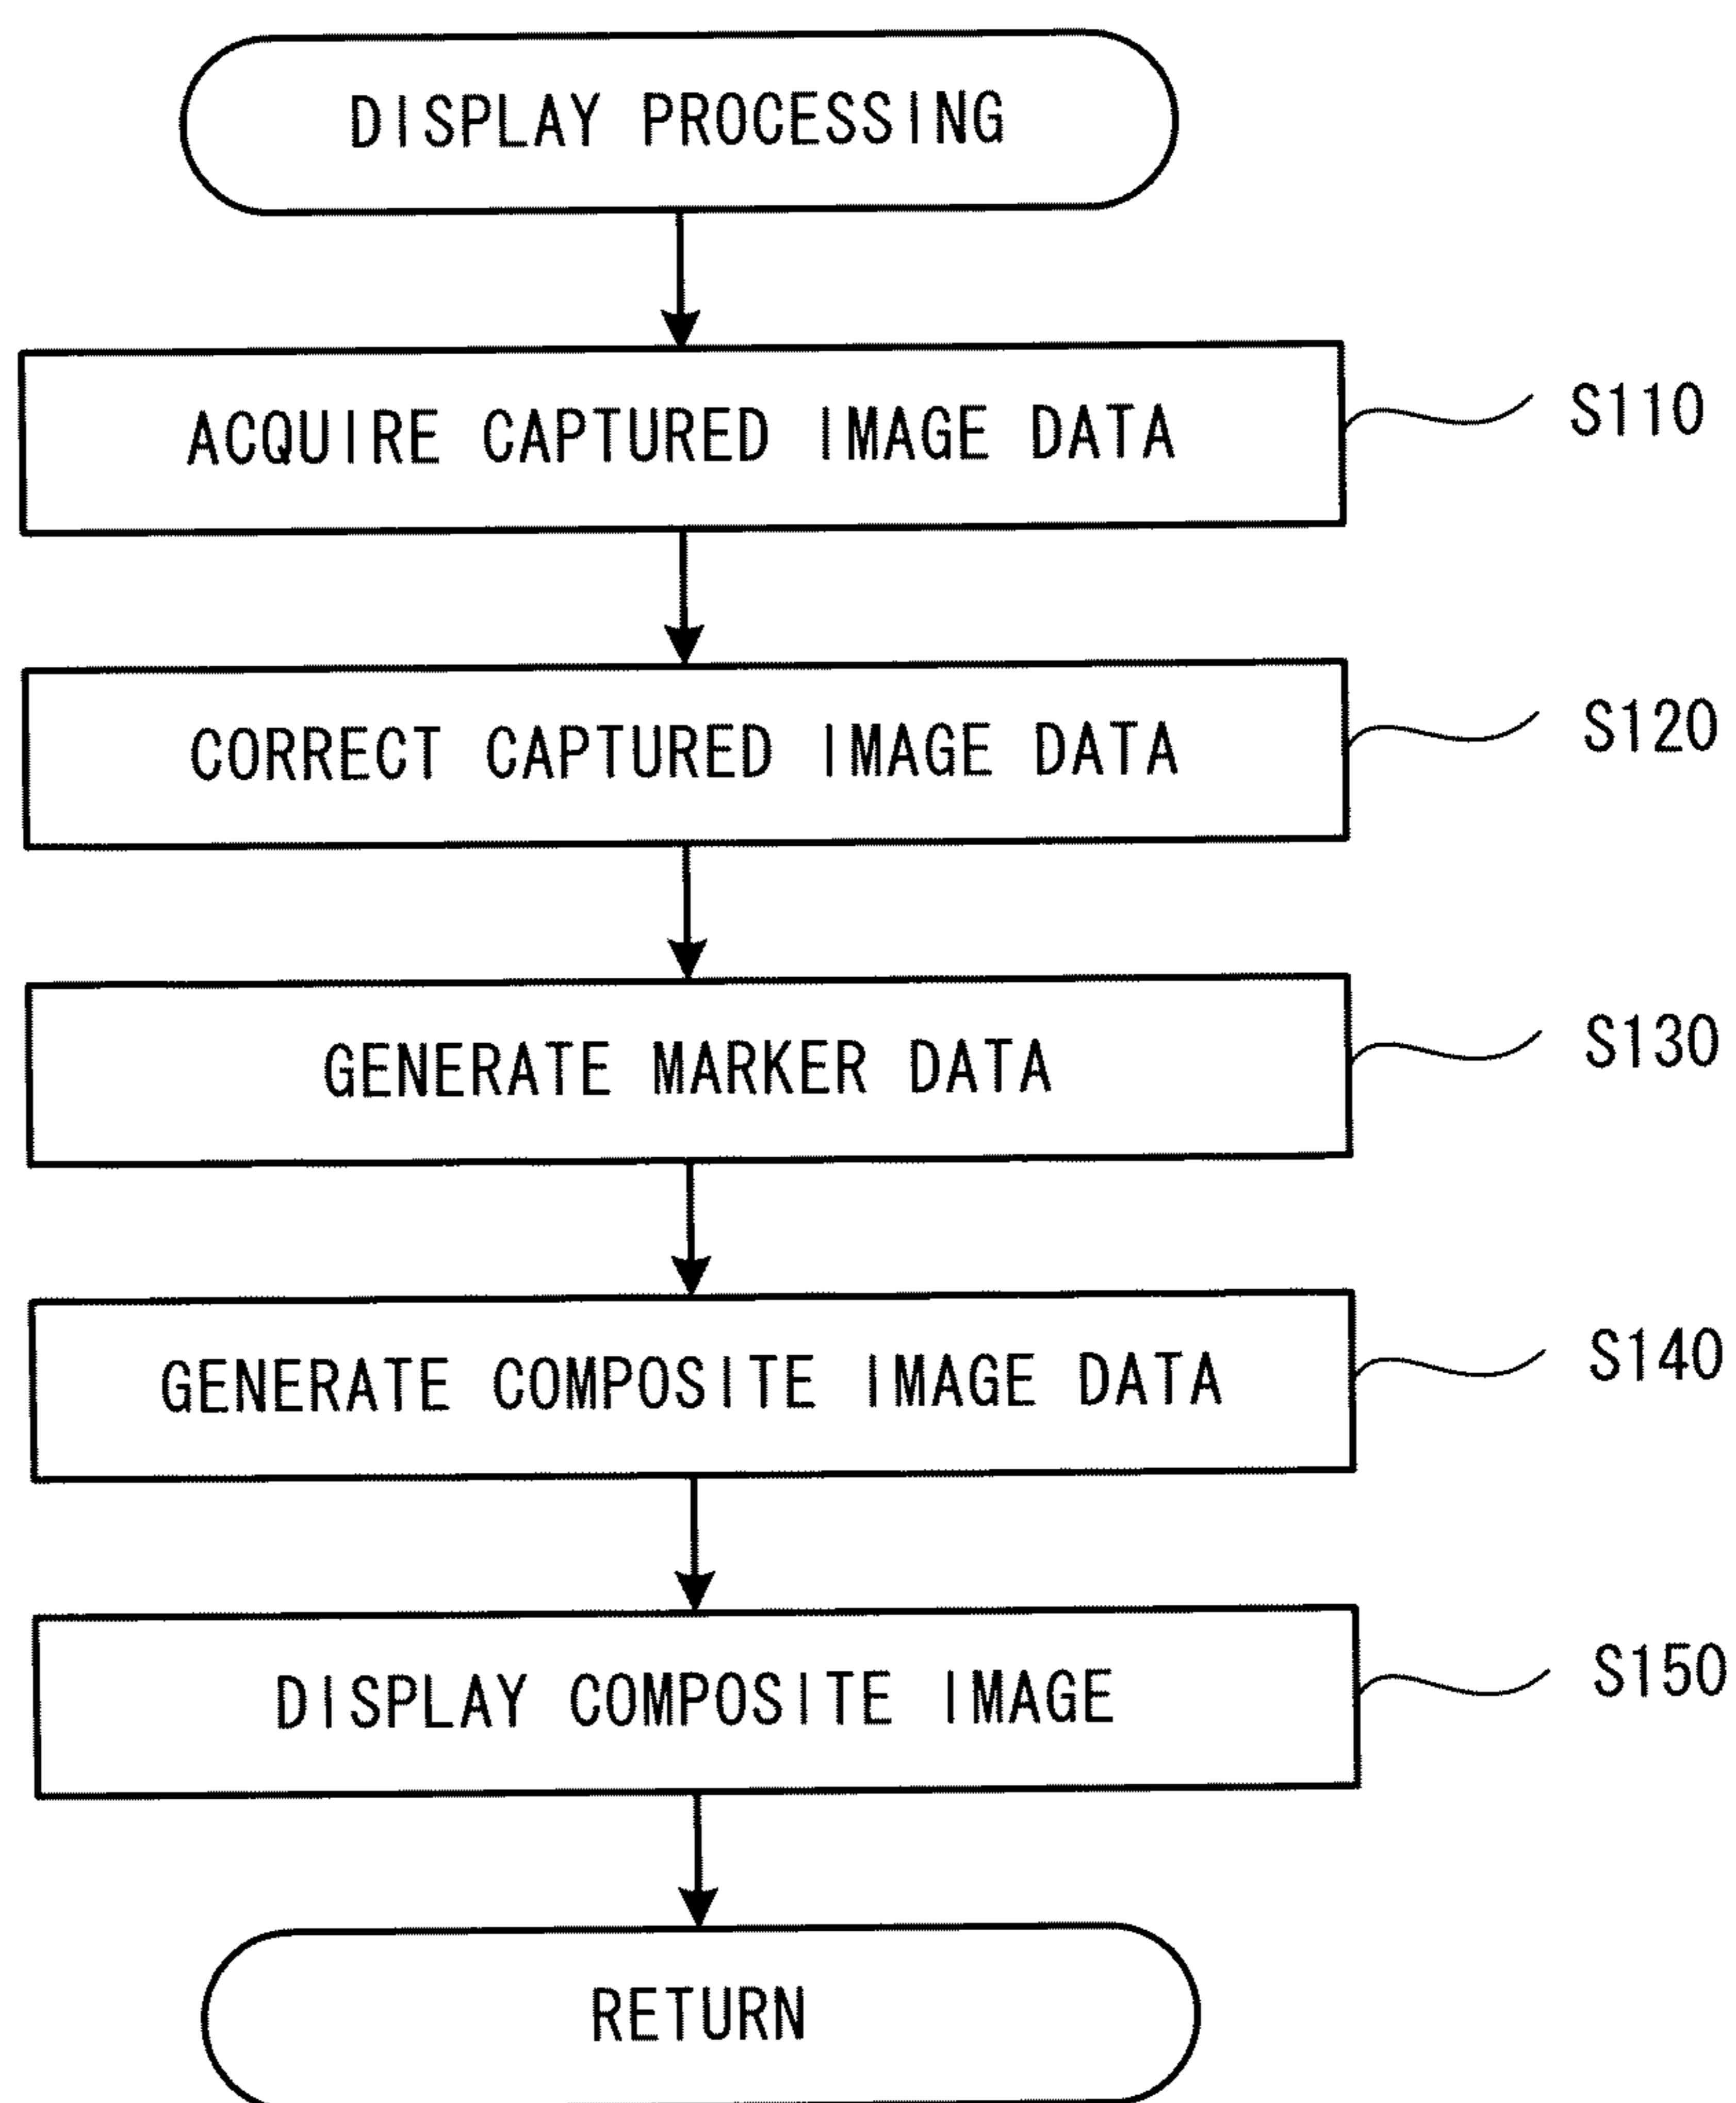 DISPLAY PROCESSING
ACQUIRE CAPTURED IMAGE DATA
S110
CORRECT CAPTURED IMAGE DATA
S120
GENERATE MARKER DATA
S130
GENERATE COMPOSITE IMAGE DATA
S140
DISPLAY COMPOSITE IMAGE
S150
RETURN